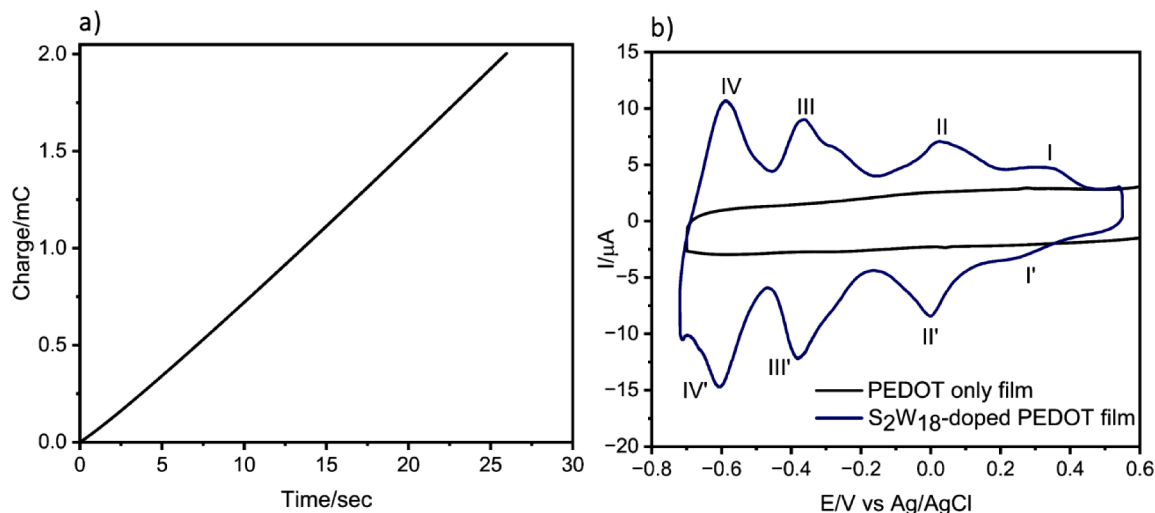 a)
2.0
1.5
1.0
0.5
0.0
Charge/mC
0 5 10 15 20 25 30
Time/sec
b)
15
10
5
0
−5
−10
−15
−20
I/µA
IV
III
II
I
I'
II'
III'
IV'
PEDOT only film
S₂W₁₈-doped PEDOT film
−0.8 −0.6 −0.4 −0.2 0.0 0.2 0.4 0.6
E/V vs Ag/AgCl